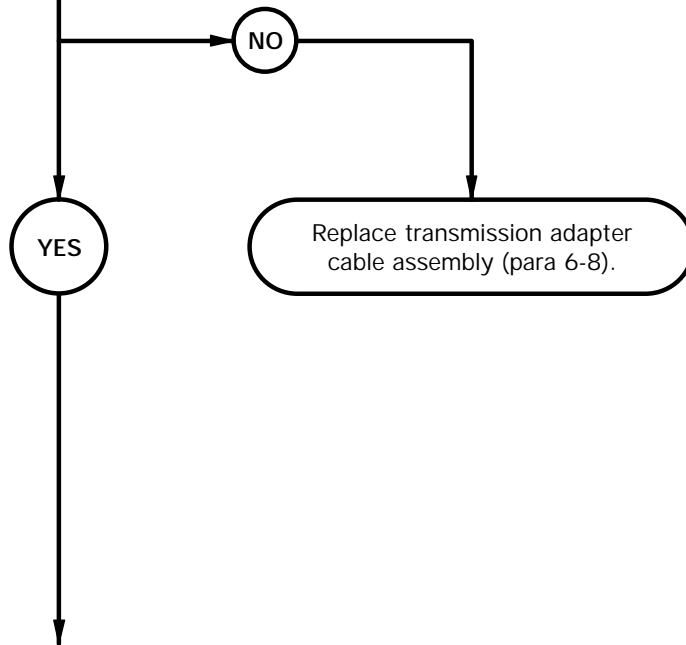 NO
YES
Replace transmission adapter
cable assembly (para 6-8).